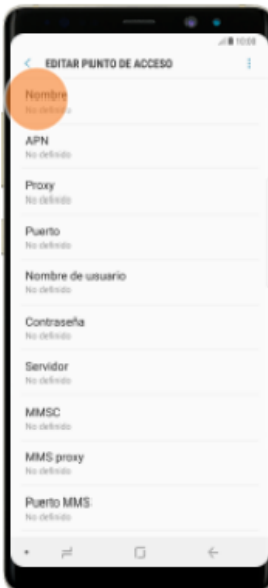 10:00
EDITAR PUNTO DE ACCESO
Nombre
No definido
APN
No definido
Proxy
No definido
Puerto
No definido
Nombre de usuario
No definido
Contraseña
No definido
Servidor
No definido
MMSC
No definido
MMS proxy
No definido
Puerto MMS
No definido